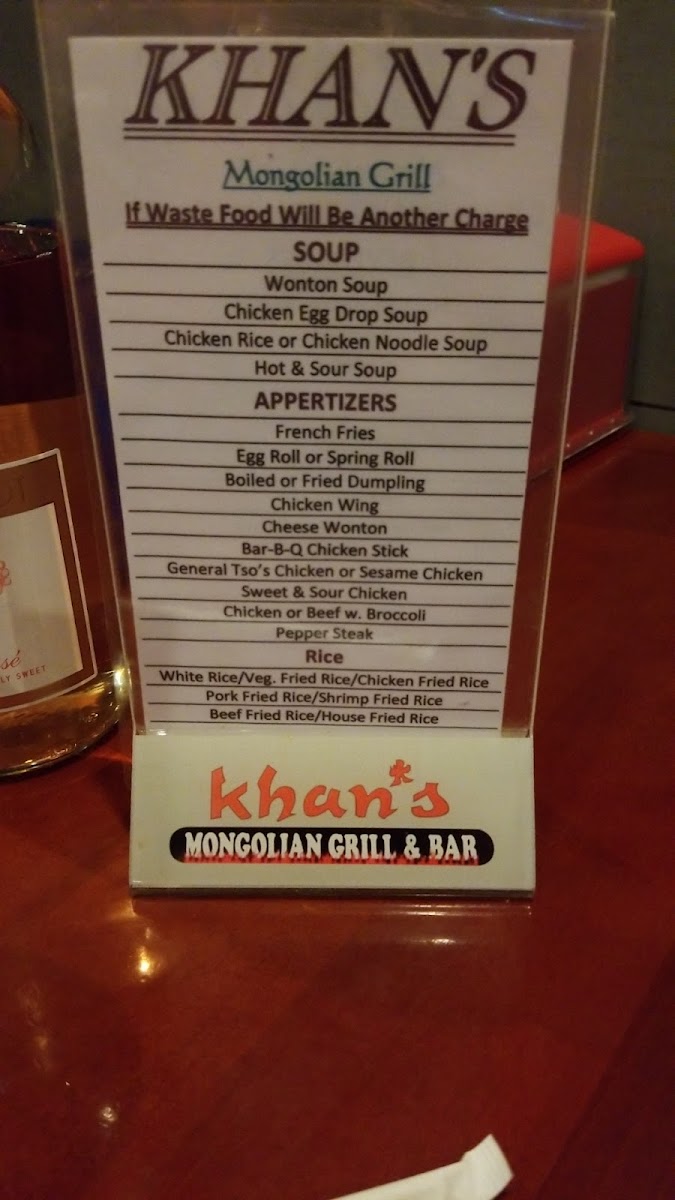 KHAN'S
Mongolian Grill
If Waste Food Will Be Another Charge
SOUP
Wonton Soup
Chicken Egg Drop Soup
Chicken Rice or Chicken Noodle Soup
Hot & Sour Soup
APPERTIZERS
French Fries
Egg Roll or Spring Roll
Boiled or Fried Dumpling
Chicken Wing
Cheese Wonton
Bar-B-Q Chicken Stick
General Tso's Chicken or Sesame Chicken
Sweet & Sour Chicken
Chicken or Beef w. Broccoli
Pepper Steak
Rice
White Rice/Veg. Fried Rice/Chicken Fried Rice
Pork Fried Rice/Shrimp Fried Rice
Beef Fried Rice/House Fried Rice
khan's
MONGOLIAN GRILL & BAR
SWEET